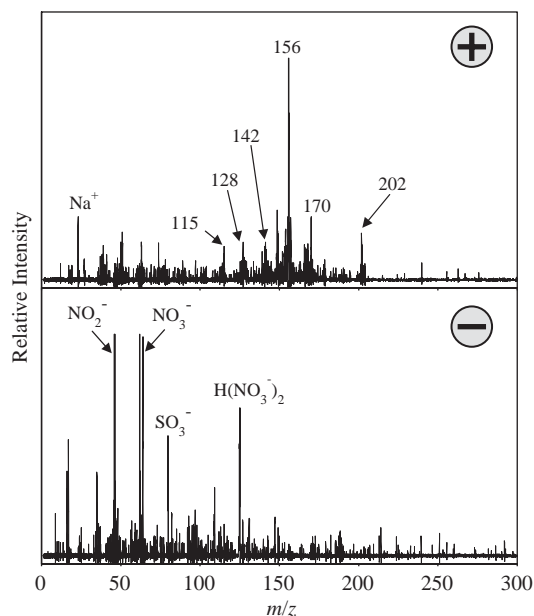 156
142
128
Na⁺
115
170
202
Relative Intensity
NO₂⁻
NO₃⁻
H(NO₃⁻)₂
SO₃⁻
0 50 100 150 200 250 300
m/z